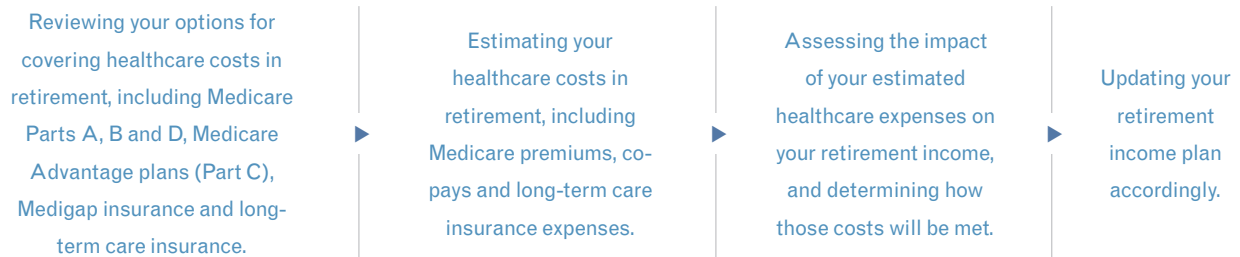 Reviewing your options for
covering healthcare costs in
retirement, including Medicare
Parts A, B and D, Medicare
Advantage plans (Part C),
Medigap insurance and long-
term care insurance.
Estimating your
healthcare costs in
retirement, including
Medicare premiums, co-
pays and long-term care
insurance expenses.
Assessing the impact
of your estimated
healthcare expenses on
your retirement income,
and determining how
those costs will be met.
Updating your
retirement
income plan
accordingly.